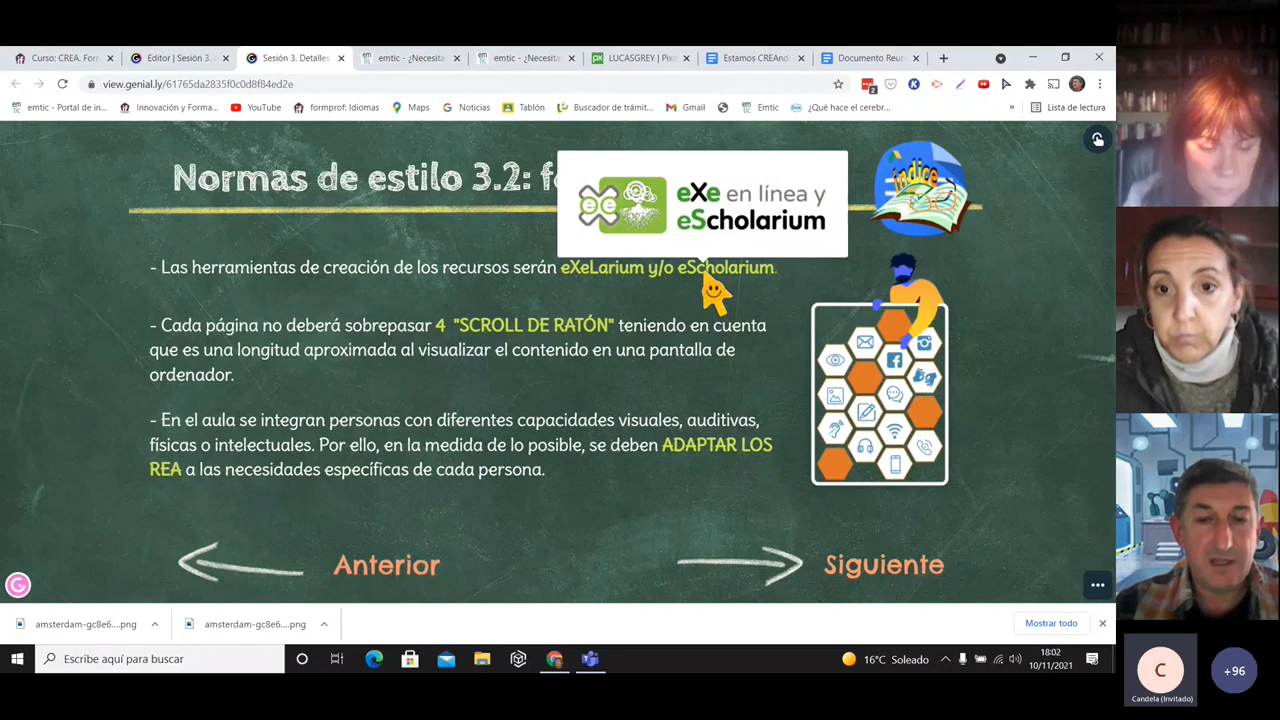 Curso: CREA. Form
Editor | Sesión 3.
Sesión 3. Detalles
emtic - ¿Necesita
emtic - ¿Necesita
LUCASGREY | Pixa
Estamos CREAndo
Documento Reun
view.genial.ly/61765da2835f0c0d8f84ed2e
emtic - Portal de in...
Innovación y Forma...
YouTube
formprof: Idiomas
Maps
Noticias
Tablón
Buscador de trámit...
Gmail
Emtic
¿Qué hace el cerebr...
»
Lista de lectura
Normas de estilo 3.2: fo
eXe en línea y
eScholarium
índice
- Las herramientas de creación de los recursos serán eXeLarium y/o eScholarium.
- Cada página no deberá sobrepasar 4 "SCROLL DE RATÓN" teniendo en cuenta
que es una longitud aproximada al visualizar el contenido en una pantalla de
ordenador.
- En el aula se integran personas con diferentes capacidades visuales, auditivas,
físicas o intelectuales. Por ello, en la medida de lo posible, se deben ADAPTAR LOS
REA a las necesidades específicas de cada persona.
Anterior
Siguiente
amsterdam-gc8e6....png
amsterdam-gc8e6....png
Mostrar todo
Escribe aquí para buscar
16°C Soleado
18:02
10/11/2021
C
Candela (Invitado)
+96